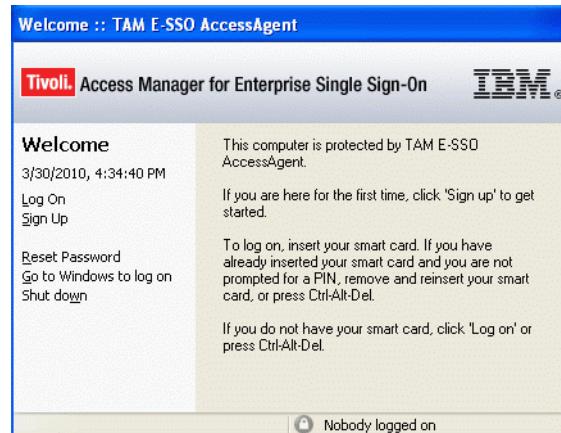 Welcome :: TAM E-SSO AccessAgent
Tivoli. Access Manager for Enterprise Single Sign-On IBM®
Welcome
3/30/2010, 4:34:40 PM
Log On
Sign Up
Reset Password
Go to Windows to log on
Shut down
This computer is protected by TAM E-SSO
AccessAgent.
If you are here for the first time, click 'Sign up' to get
started.
To log on, insert your smart card. If you have
already inserted your smart card and you are not
prompted for a PIN, remove and reinsert your smart
card, or press Ctrl-Alt-Del.
If you do not have your smart card, click 'Log on' or
press Ctrl-Alt-Del.
Nobody logged on